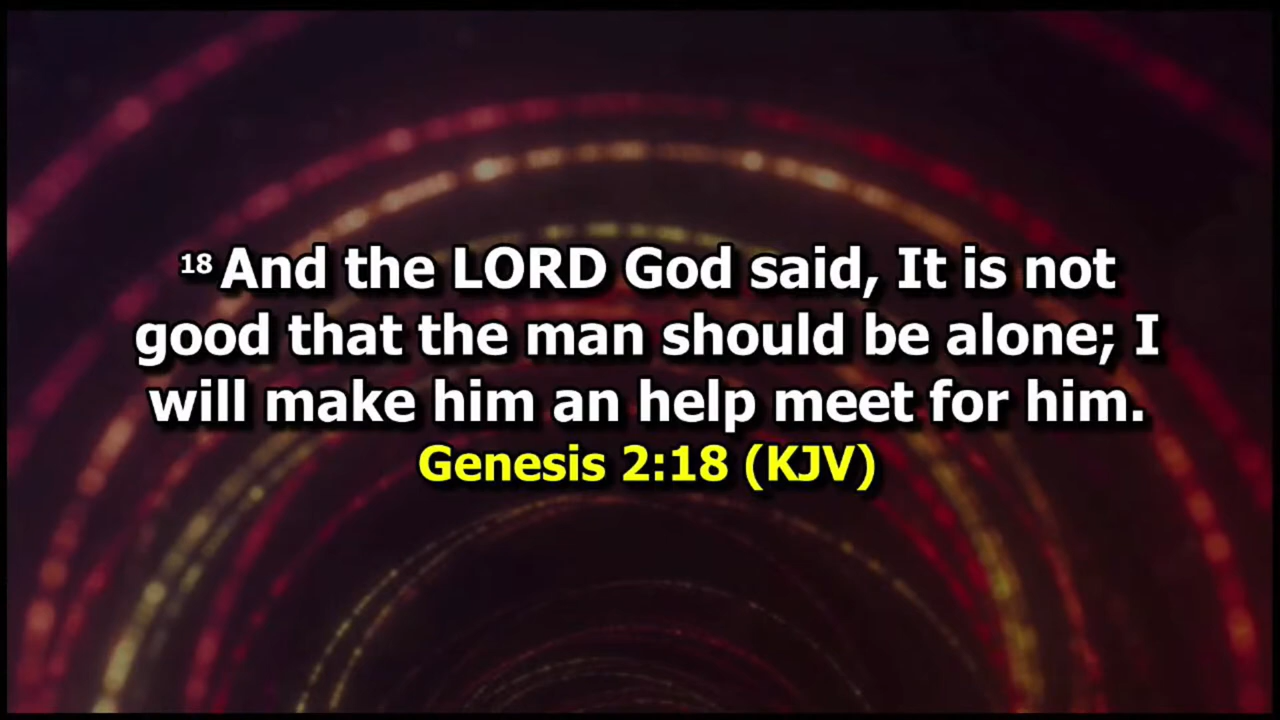 18 And the LORD God said, It is not
good that the man should be alone; I
will make him an help meet for him.
Genesis 2:18 (KJV)